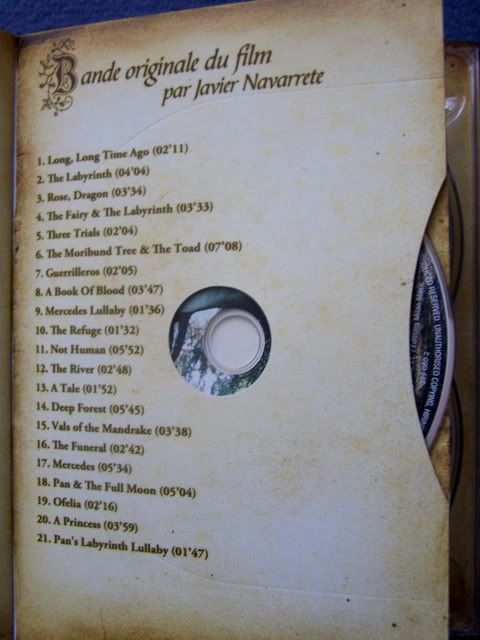 Bande originale du film
par Javier Navarrete
1. Long, Long Time Ago (02'11)
2. The Labyrinth (04'04)
3. Rose, Dragon (03'34)
4. The Fairy & The Labyrinth (03'33)
5. Three Trials (02'04)
6. The Moribund Tree & The Toad (07'08)
7. Guerrilleros (02'05)
8. A Book Of Blood (03'47)
9. Mercedes Lullaby (01'36)
10. The Refuge (01'32)
11. Not Human (05'52)
12. The River (02'48)
13. A Tale (01'52)
14. Deep Forest (05'45)
15. Vals of the Mandrake (03'38)
16. The Funeral (02'42)
17. Mercedes (05'34)
18. Pan & The Full Moon (05'04)
19. Ofelia (02'16)
20. A Princess (03'59)
21. Pan's Labyrinth Lullaby (01'47)
RESERVED. UNAUTHORISED COPYING, HIRING